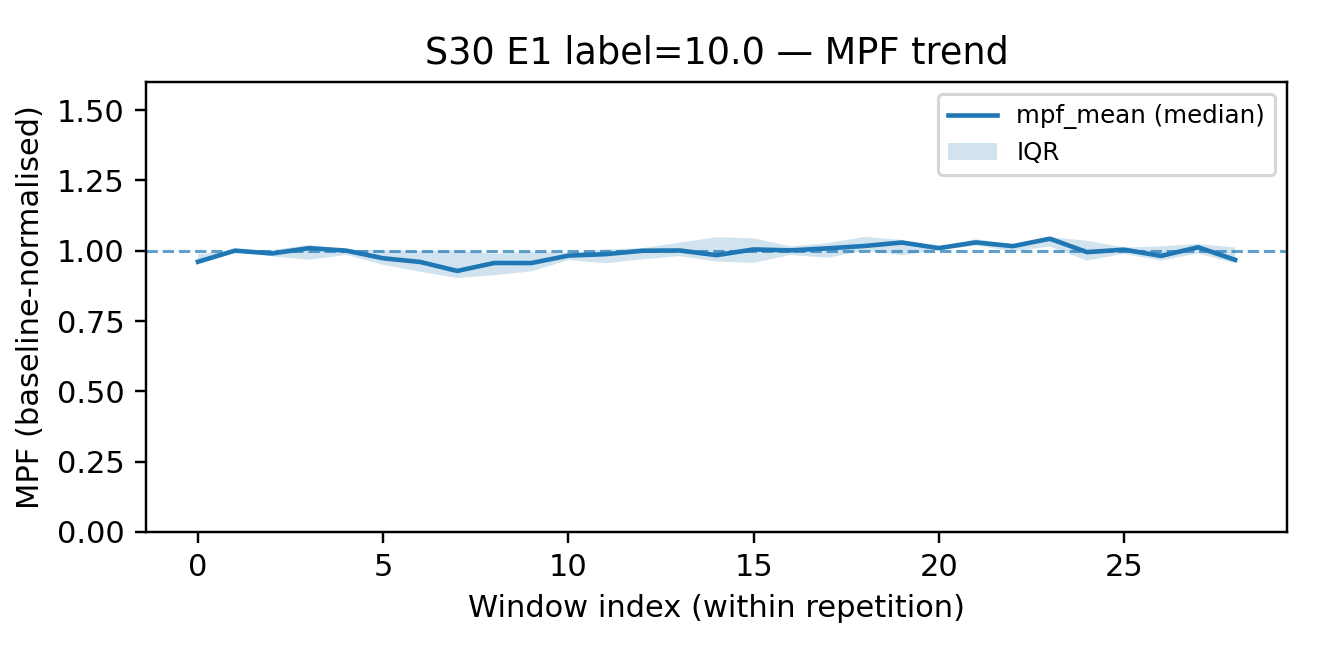 S30 E1 label=10.0 — MPF trend
mpf_mean (median)
IQR
MPF (baseline-normalised)
1.50
1.25
1.00
0.75
0.50
0.25
0.00
0
5
10
15
20
25
Window index (within repetition)